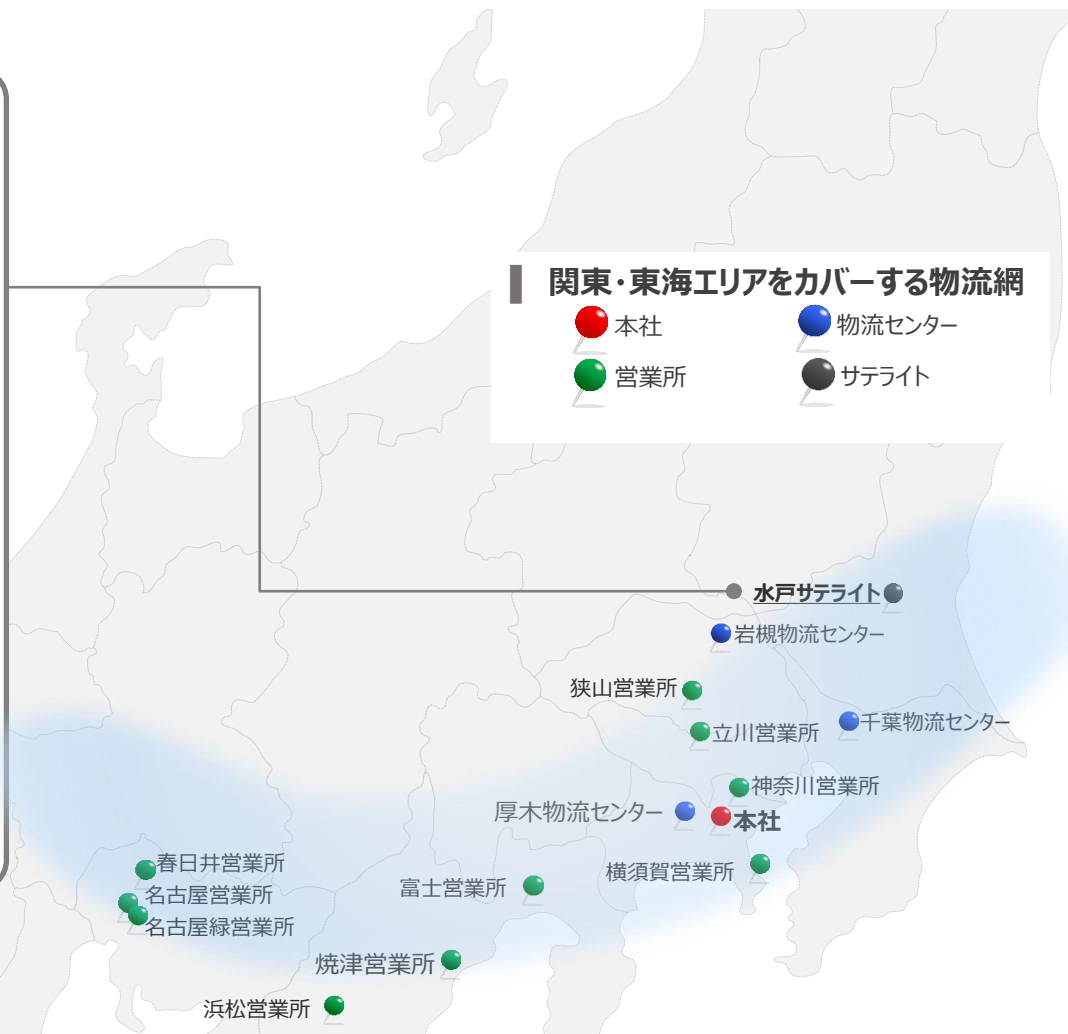 関東・東海エリアをカバーする物流網
本社
物流センター
営業所
サテライト
水戸サテライト
岩槻物流センター
狭山営業所
千葉物流センター
立川営業所
神奈川営業所
厚木物流センター
本社
横須賀営業所
春日井営業所
富士営業所
名古屋営業所
名古屋緑営業所
焼津営業所
浜松営業所